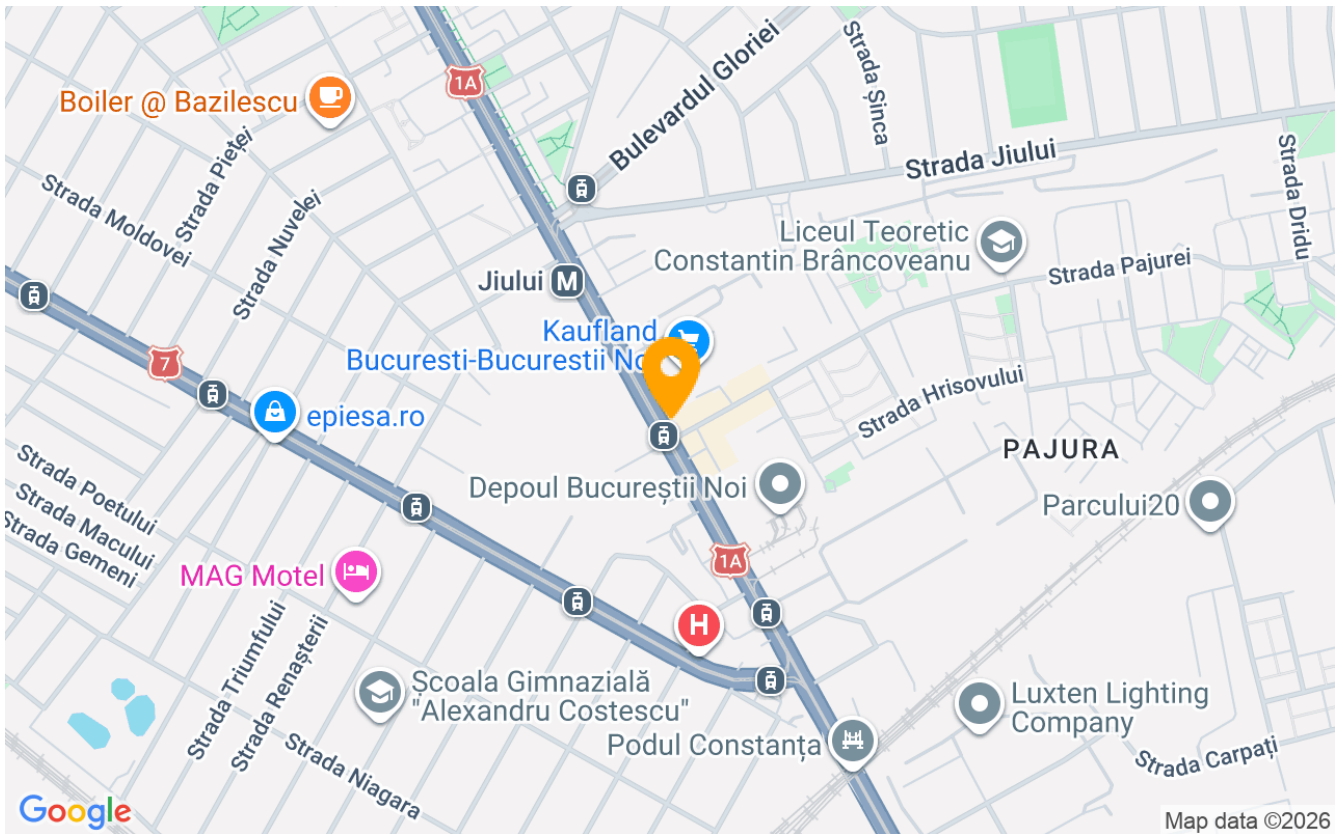 1A
Bulevardul Gloriei
Strada Șinca
Boiler @ Bazilescu
Strada Pieței
Strada Jiului
Strada Dridu
Strada Moldovei
Strada Nuvelei
Liceul Teoretic
Constantin Brâncoveanu
Strada Pajurei
Jiului
M
Kaufland
Bucuresti-Bucurestii
7
epiesa.ro
Strada Hrisovului
PAJURA
Strada Poetului
Strada Macului
Strada Gemeni
Depoul Bucureștii Noi
Parcului20
1A
MAG Motel
H
Strada Triumfului
Strada Renașterii
Școala Gimnazială
"Alexandru Costescu"
Luxten Lighting
Company
Podul Constanța
Strada Carpați
Strada Niagara
Google
Map data ©2026